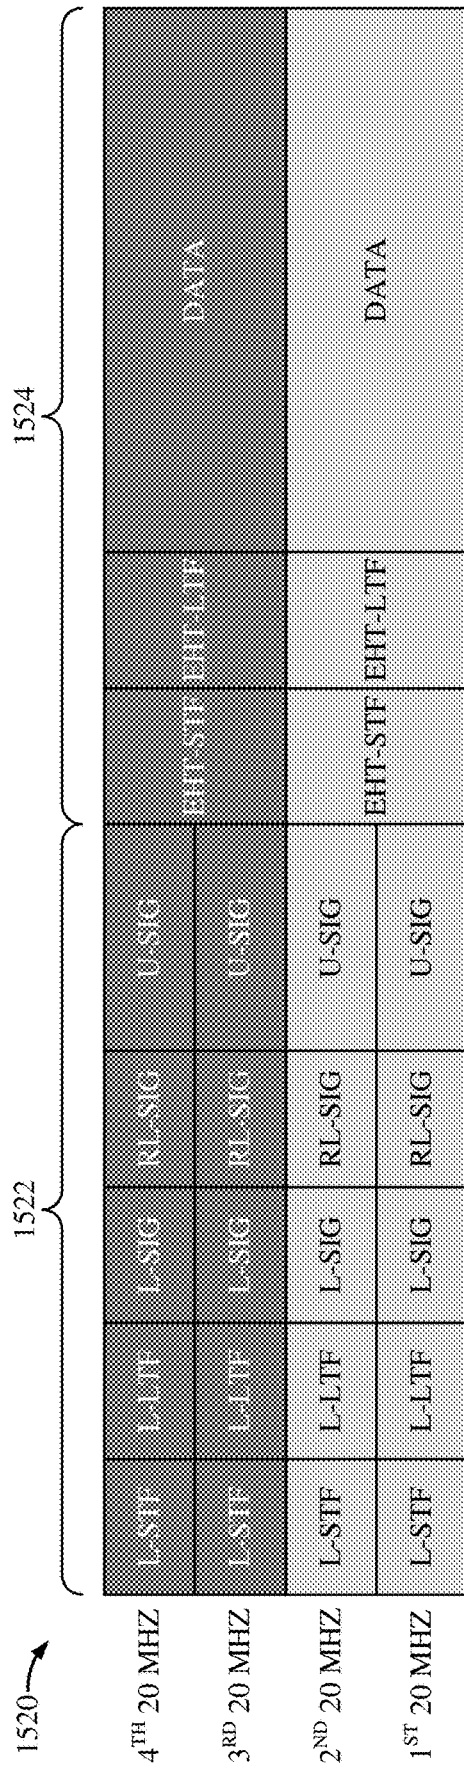 1520
1522
1524
4TH 20 MHZ
L-STF
L-LTF
L-SIG
RL-SIG
U-SIG
EHT-STF
EHT-LTF
DATA
3RD 20 MHZ
L-STF
L-LTF
L-SIG
RL-SIG
U-SIG
2ND 20 MHZ
L-STF
L-LTF
L-SIG
RL-SIG
U-SIG
EHT-STF
EHT-LTF
DATA
1ST 20 MHZ
L-STF
L-LTF
L-SIG
RL-SIG
U-SIG